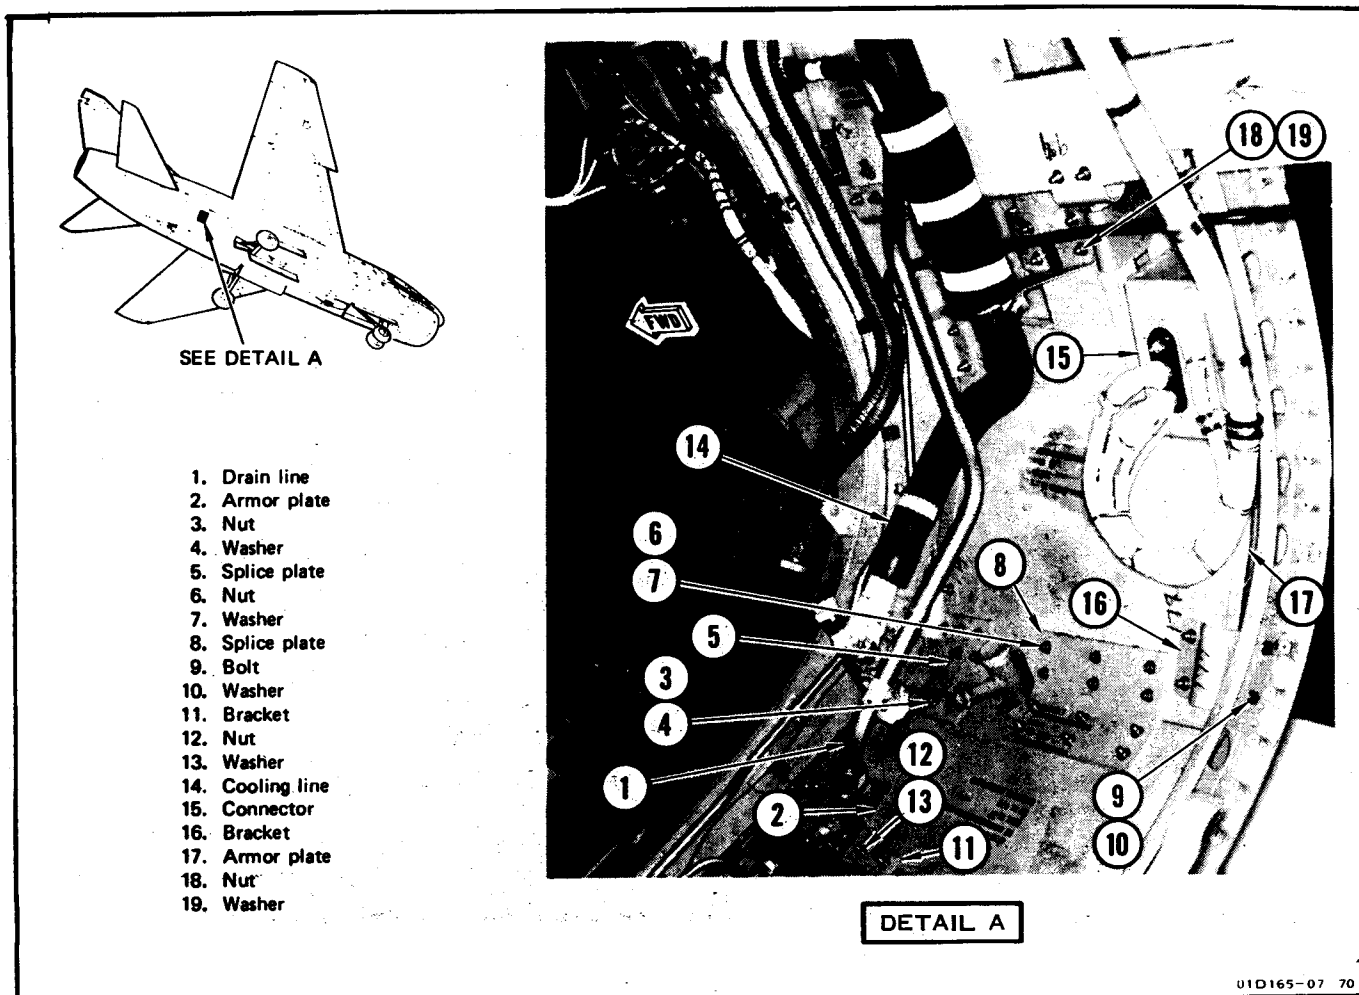 SEE DETAIL A
1. Drain line
2. Armor plate
3. Nut
4. Washer
5. Splice plate
6. Nut
7. Washer
8. Splice plate
9. Bolt
10. Washer
11. Bracket
12. Nut
13. Washer
14. Cooling line
15. Connector
16. Bracket
17. Armor plate
18. Nut
19. Washer
FWD
18 19
15
14
6
7
8
16
17
5
3
4
12
1
2
13
9
11
10
DETAIL A
01D165-07 70